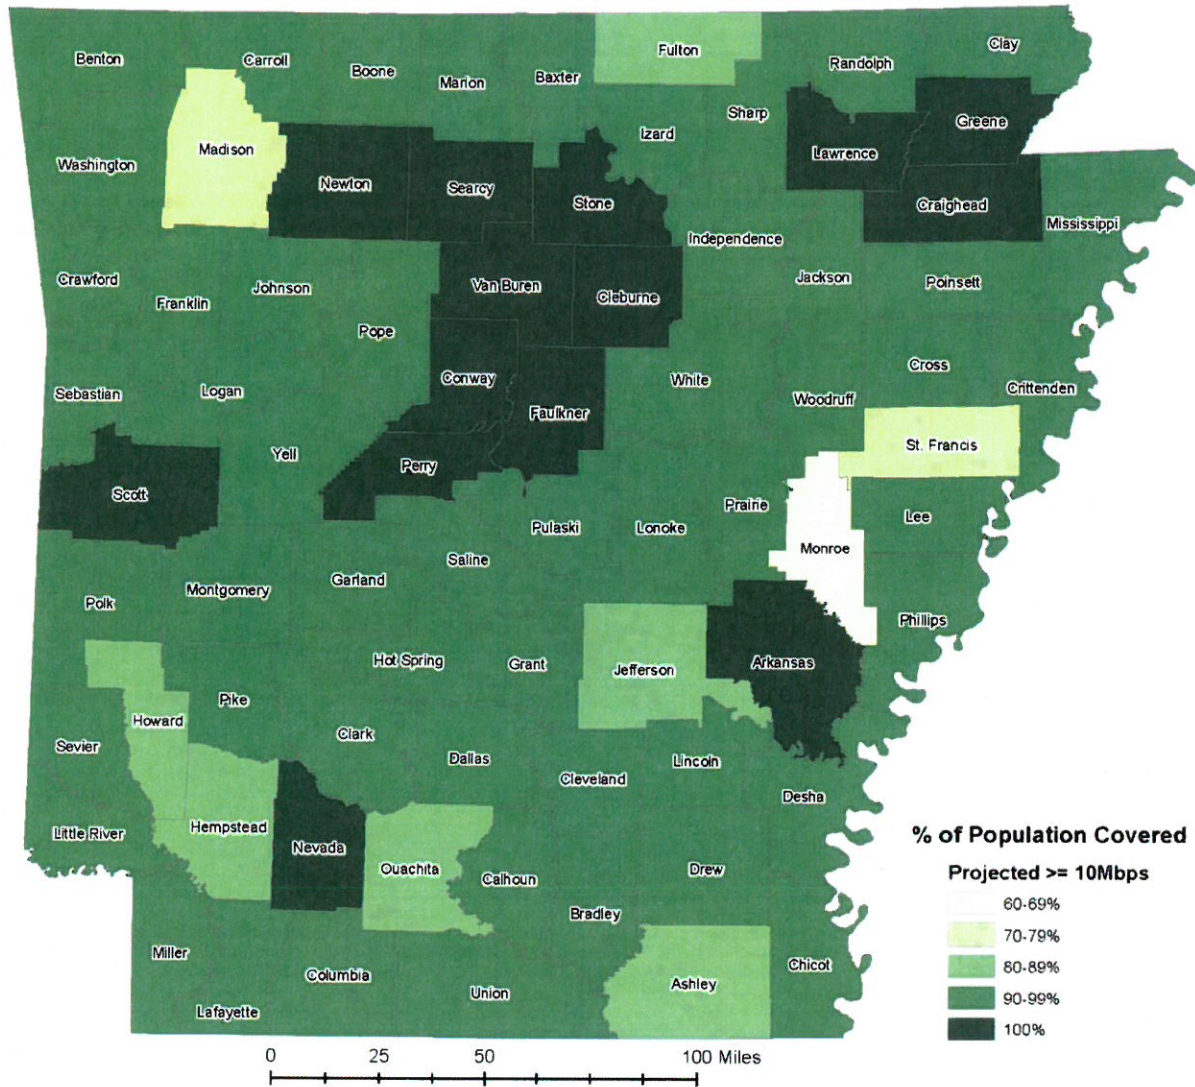 Benton
Carroll
Boone
Marion
Baxter
Fulton
Randolph
Clay
Washington
Madison
Newton
Searcy
Stone
Izard
Sharp
Lawrence
Greene
Craighead
Mississippi
Crawford
Franklin
Johnson
Pope
Van Buren
Cleburne
Independence
Jackson
Poinsett
Sebastian
Logan
Conway
Faulkner
White
Woodruff
Cross
Crittenden
Scott
Yell
Perry
Pulaski
Lonoke
Prairie
St. Francis
Lee
Monroe
Polk
Montgomery
Garland
Saline
Hot Spring
Grant
Jefferson
Arkansas
Phillips
Sevier
Howard
Pike
Clark
Dallas
Cleveland
Lincoln
Desha
Little River
Hempstead
Nevada
Ouachita
Calhoun
Bradley
Drew
Miller
Lafayette
Columbia
Union
Ashley
Chicot
% of Population Covered
Projected >= 10Mbps
60-69%
70-79%
80-89%
90-99%
100%
0 25 50 100 Miles